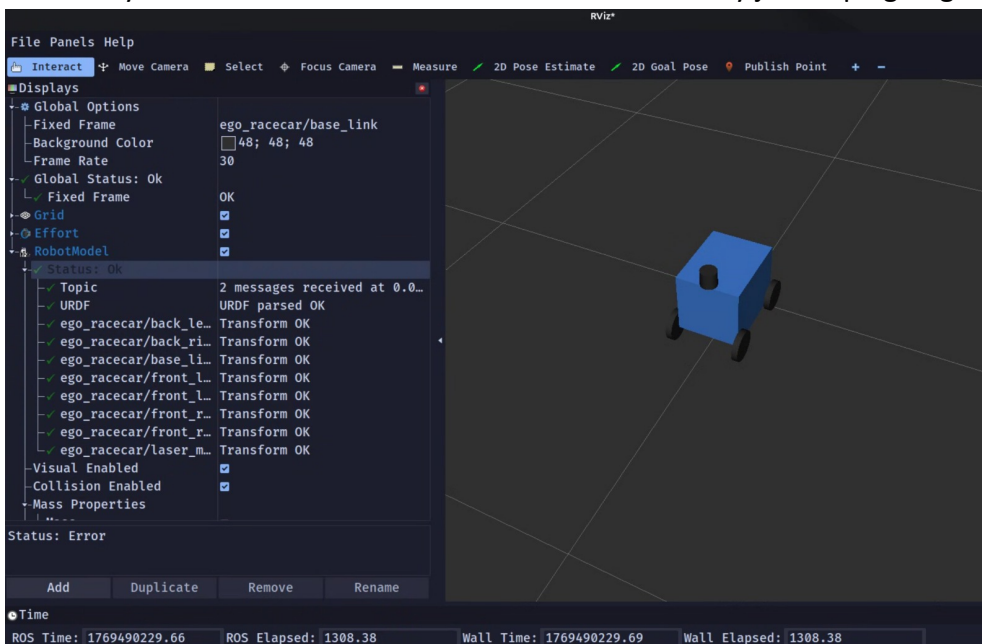 RViz*
File Panels Help
Interact Move Camera Select Focus Camera Measure 2D Pose Estimate 2D Goal Pose Publish Point + -
Displays
Global Options
Fixed Frame ego_racecar/base_link
Background Color 48; 48; 48
Frame Rate 30
Global Status: Ok
Fixed Frame OK
Grid
Effort
RobotModel
Status: Ok
Topic 2 messages received at 0.0…
URDF URDF parsed OK
ego_racecar/back_le… Transform OK
ego_racecar/back_ri… Transform OK
ego_racecar/base_li… Transform OK
ego_racecar/front_l… Transform OK
ego_racecar/front_l… Transform OK
ego_racecar/front_r… Transform OK
ego_racecar/front_r… Transform OK
ego_racecar/laser_m… Transform OK
Visual Enabled
Collision Enabled
Mass Properties
Status: Error
Add Duplicate Remove Rename
Time
ROS Time: 1769490229.66 ROS Elapsed: 1308.38 Wall Time: 1769490229.69 Wall Elapsed: 1308.38